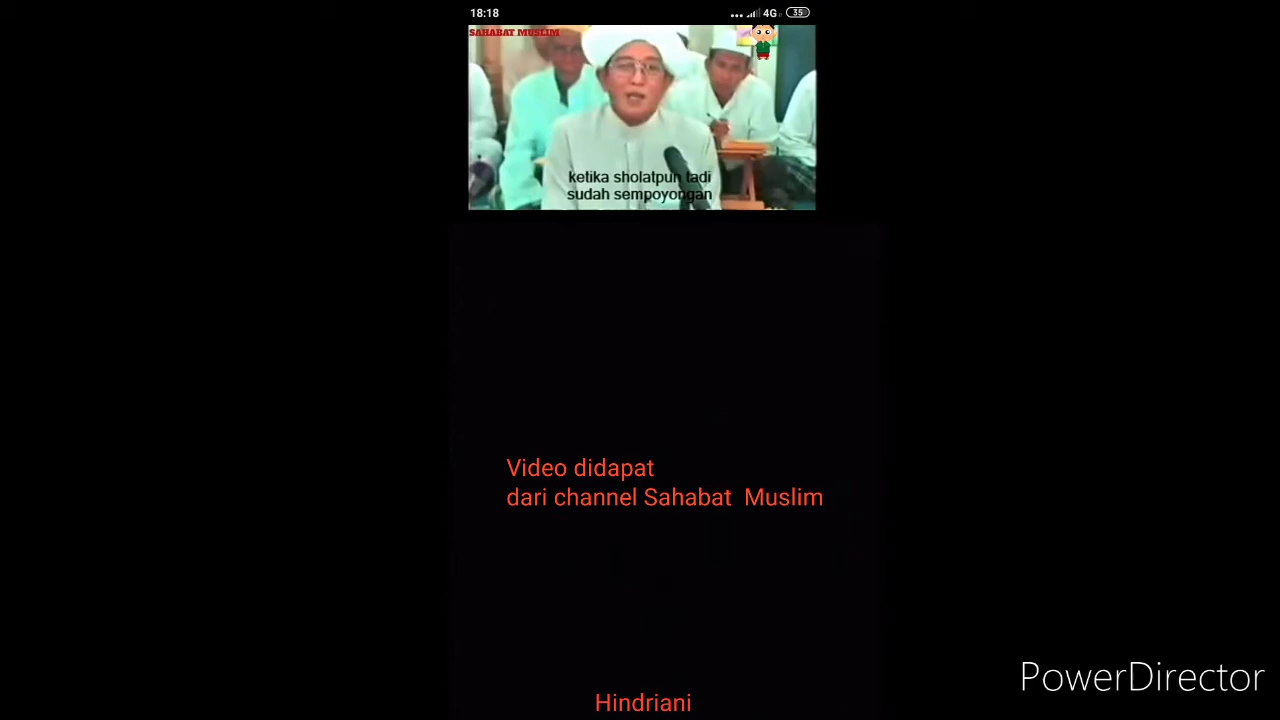 18:18
4G
35
SAHABAT MUSLIM
ketika sholatpun tadi
sudah sempoyongan
Video didapat
dari channel Sahabat Muslim
Hindriani
PowerDirector